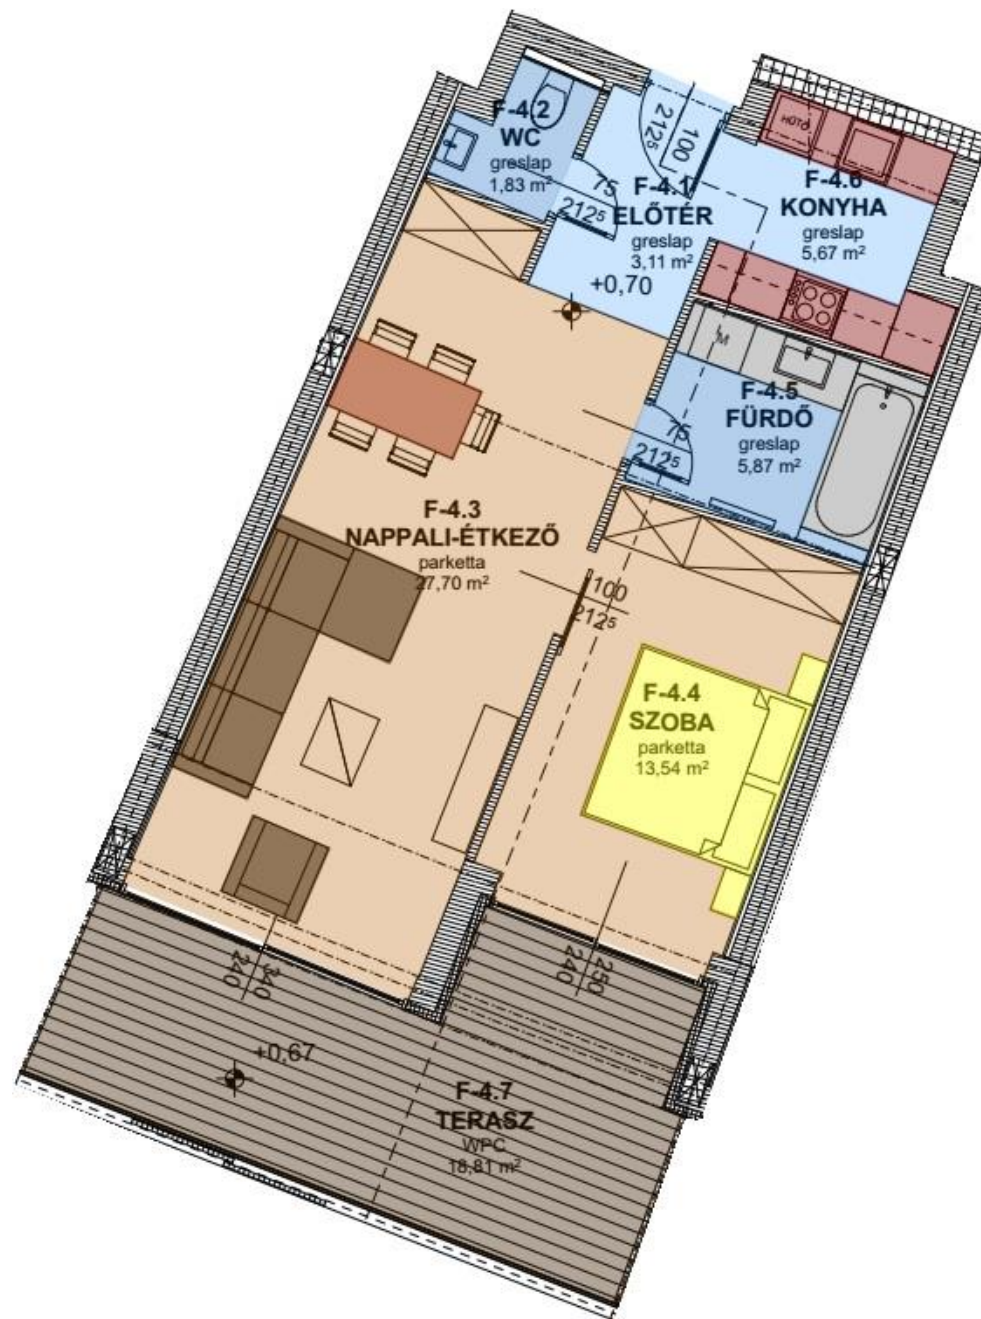 F-4.2
WC
greslap
1,83 m²
212⁵
100
HŰTŐ
F-4.6
KONYHA
greslap
5,67 m²
75
212⁵
F-4.1
ELŐTÉR
greslap
3,11 m²
+0,70
M
F-4.5
FÜRDŐ
greslap
5,87 m²
75
212⁵
F-4.3
NAPPALI-ÉTKEZŐ
parketta
27,70 m²
100
212⁵
F-4.4
SZOBA
parketta
13,54 m²
340
240
250
240
+0,67
F-4.7
TERASZ
WPC
18,81 m²